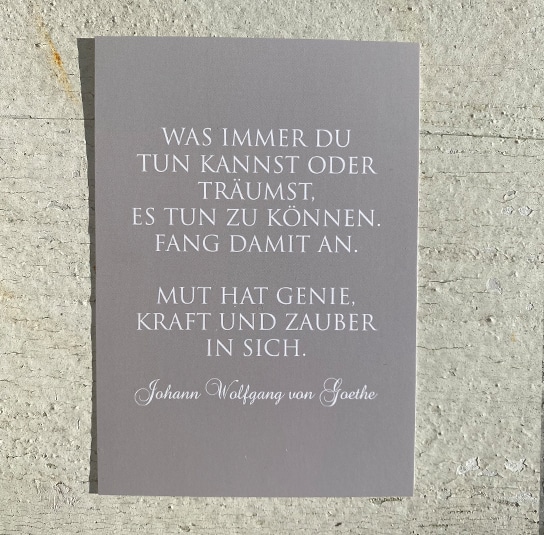 WAS IMMER DU
TUN KANNST ODER
TRÄUMST,
ES TUN ZU KÖNNEN.
FANG DAMIT AN.
MUT HAT GENIE,
KRAFT UND ZAUBER
IN SICH.
Johann Wolfgang von Goethe